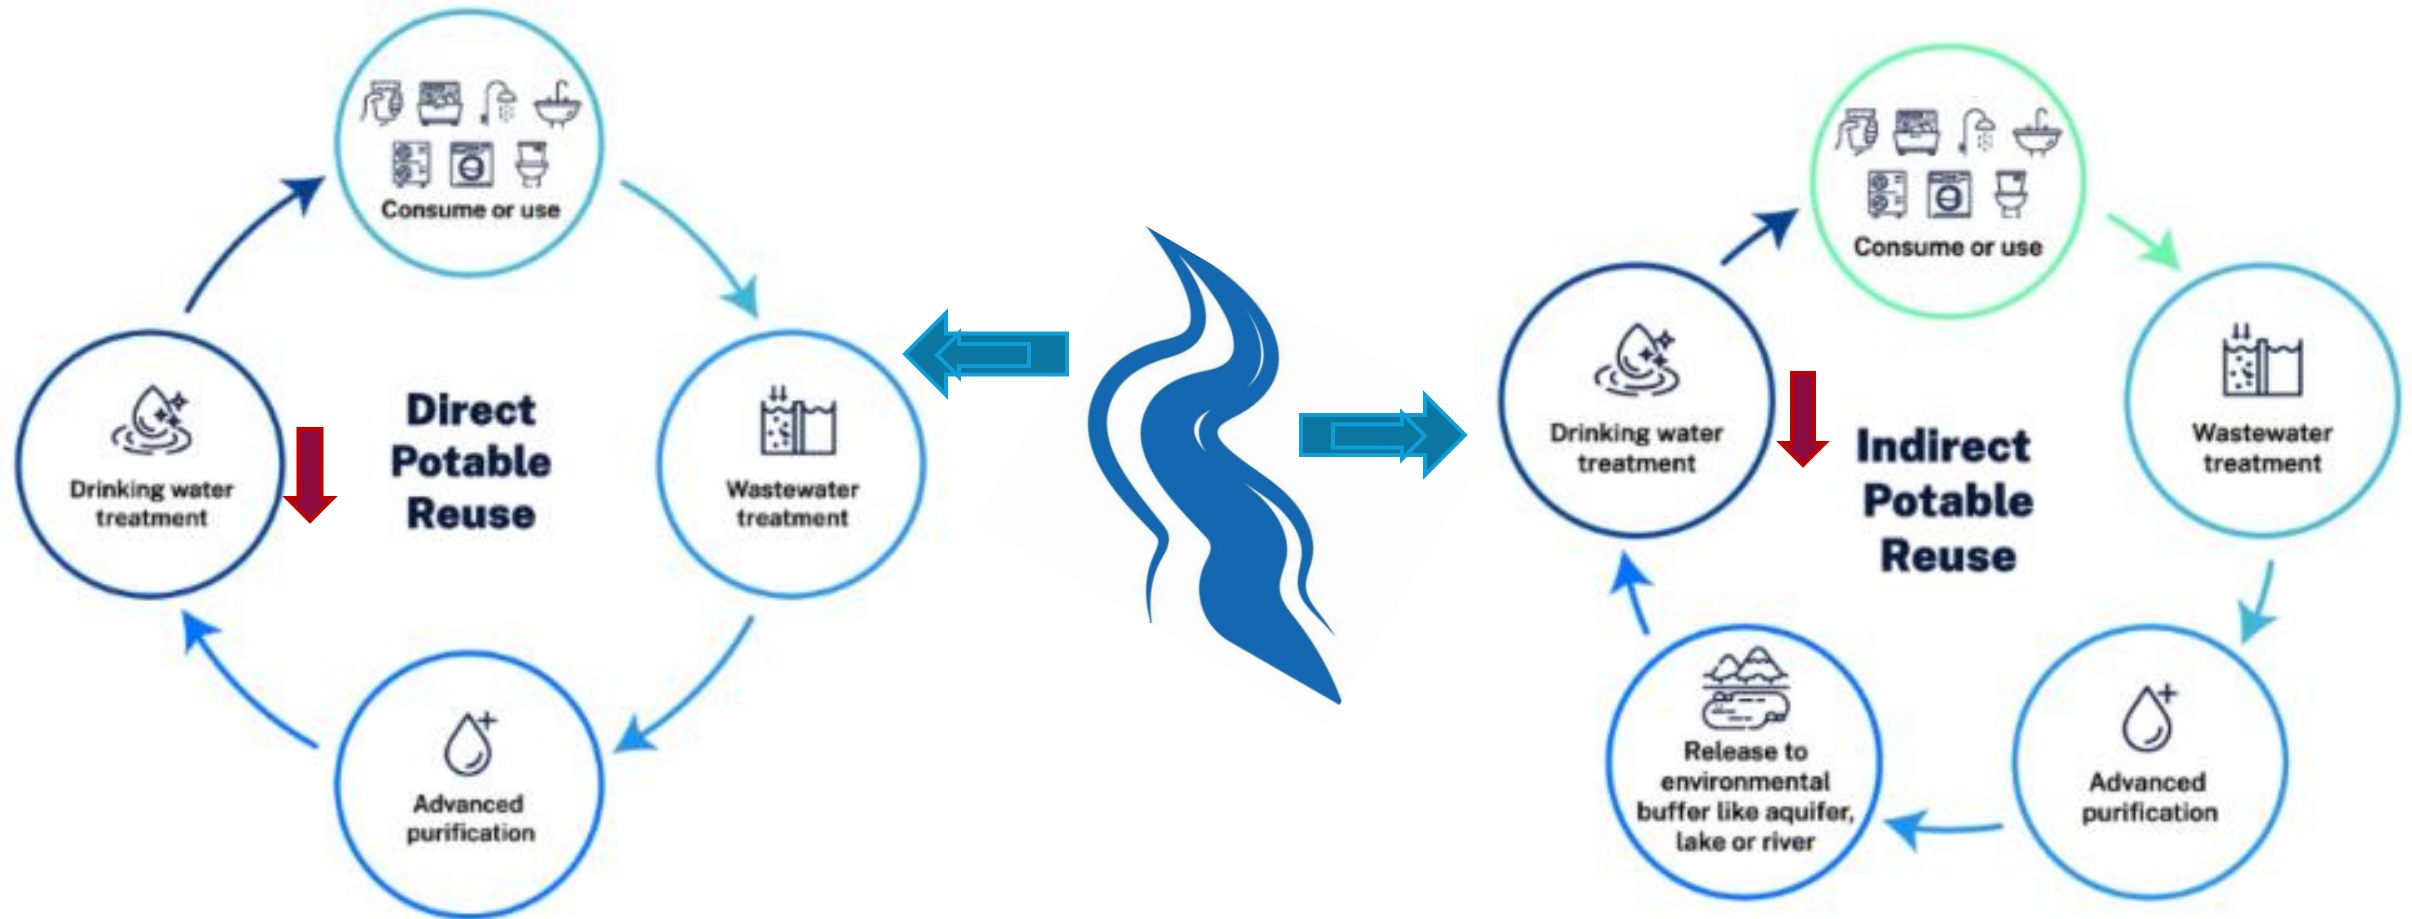 Consume or use
Drinking water
treatment
Direct
Potable
Reuse
Wastewater
treatment
Advanced
purification
Consume or use
Drinking water
treatment
Indirect
Potable
Reuse
Wastewater
treatment
Release to
environmental
buffer like aquifer,
lake or river
Advanced
purification